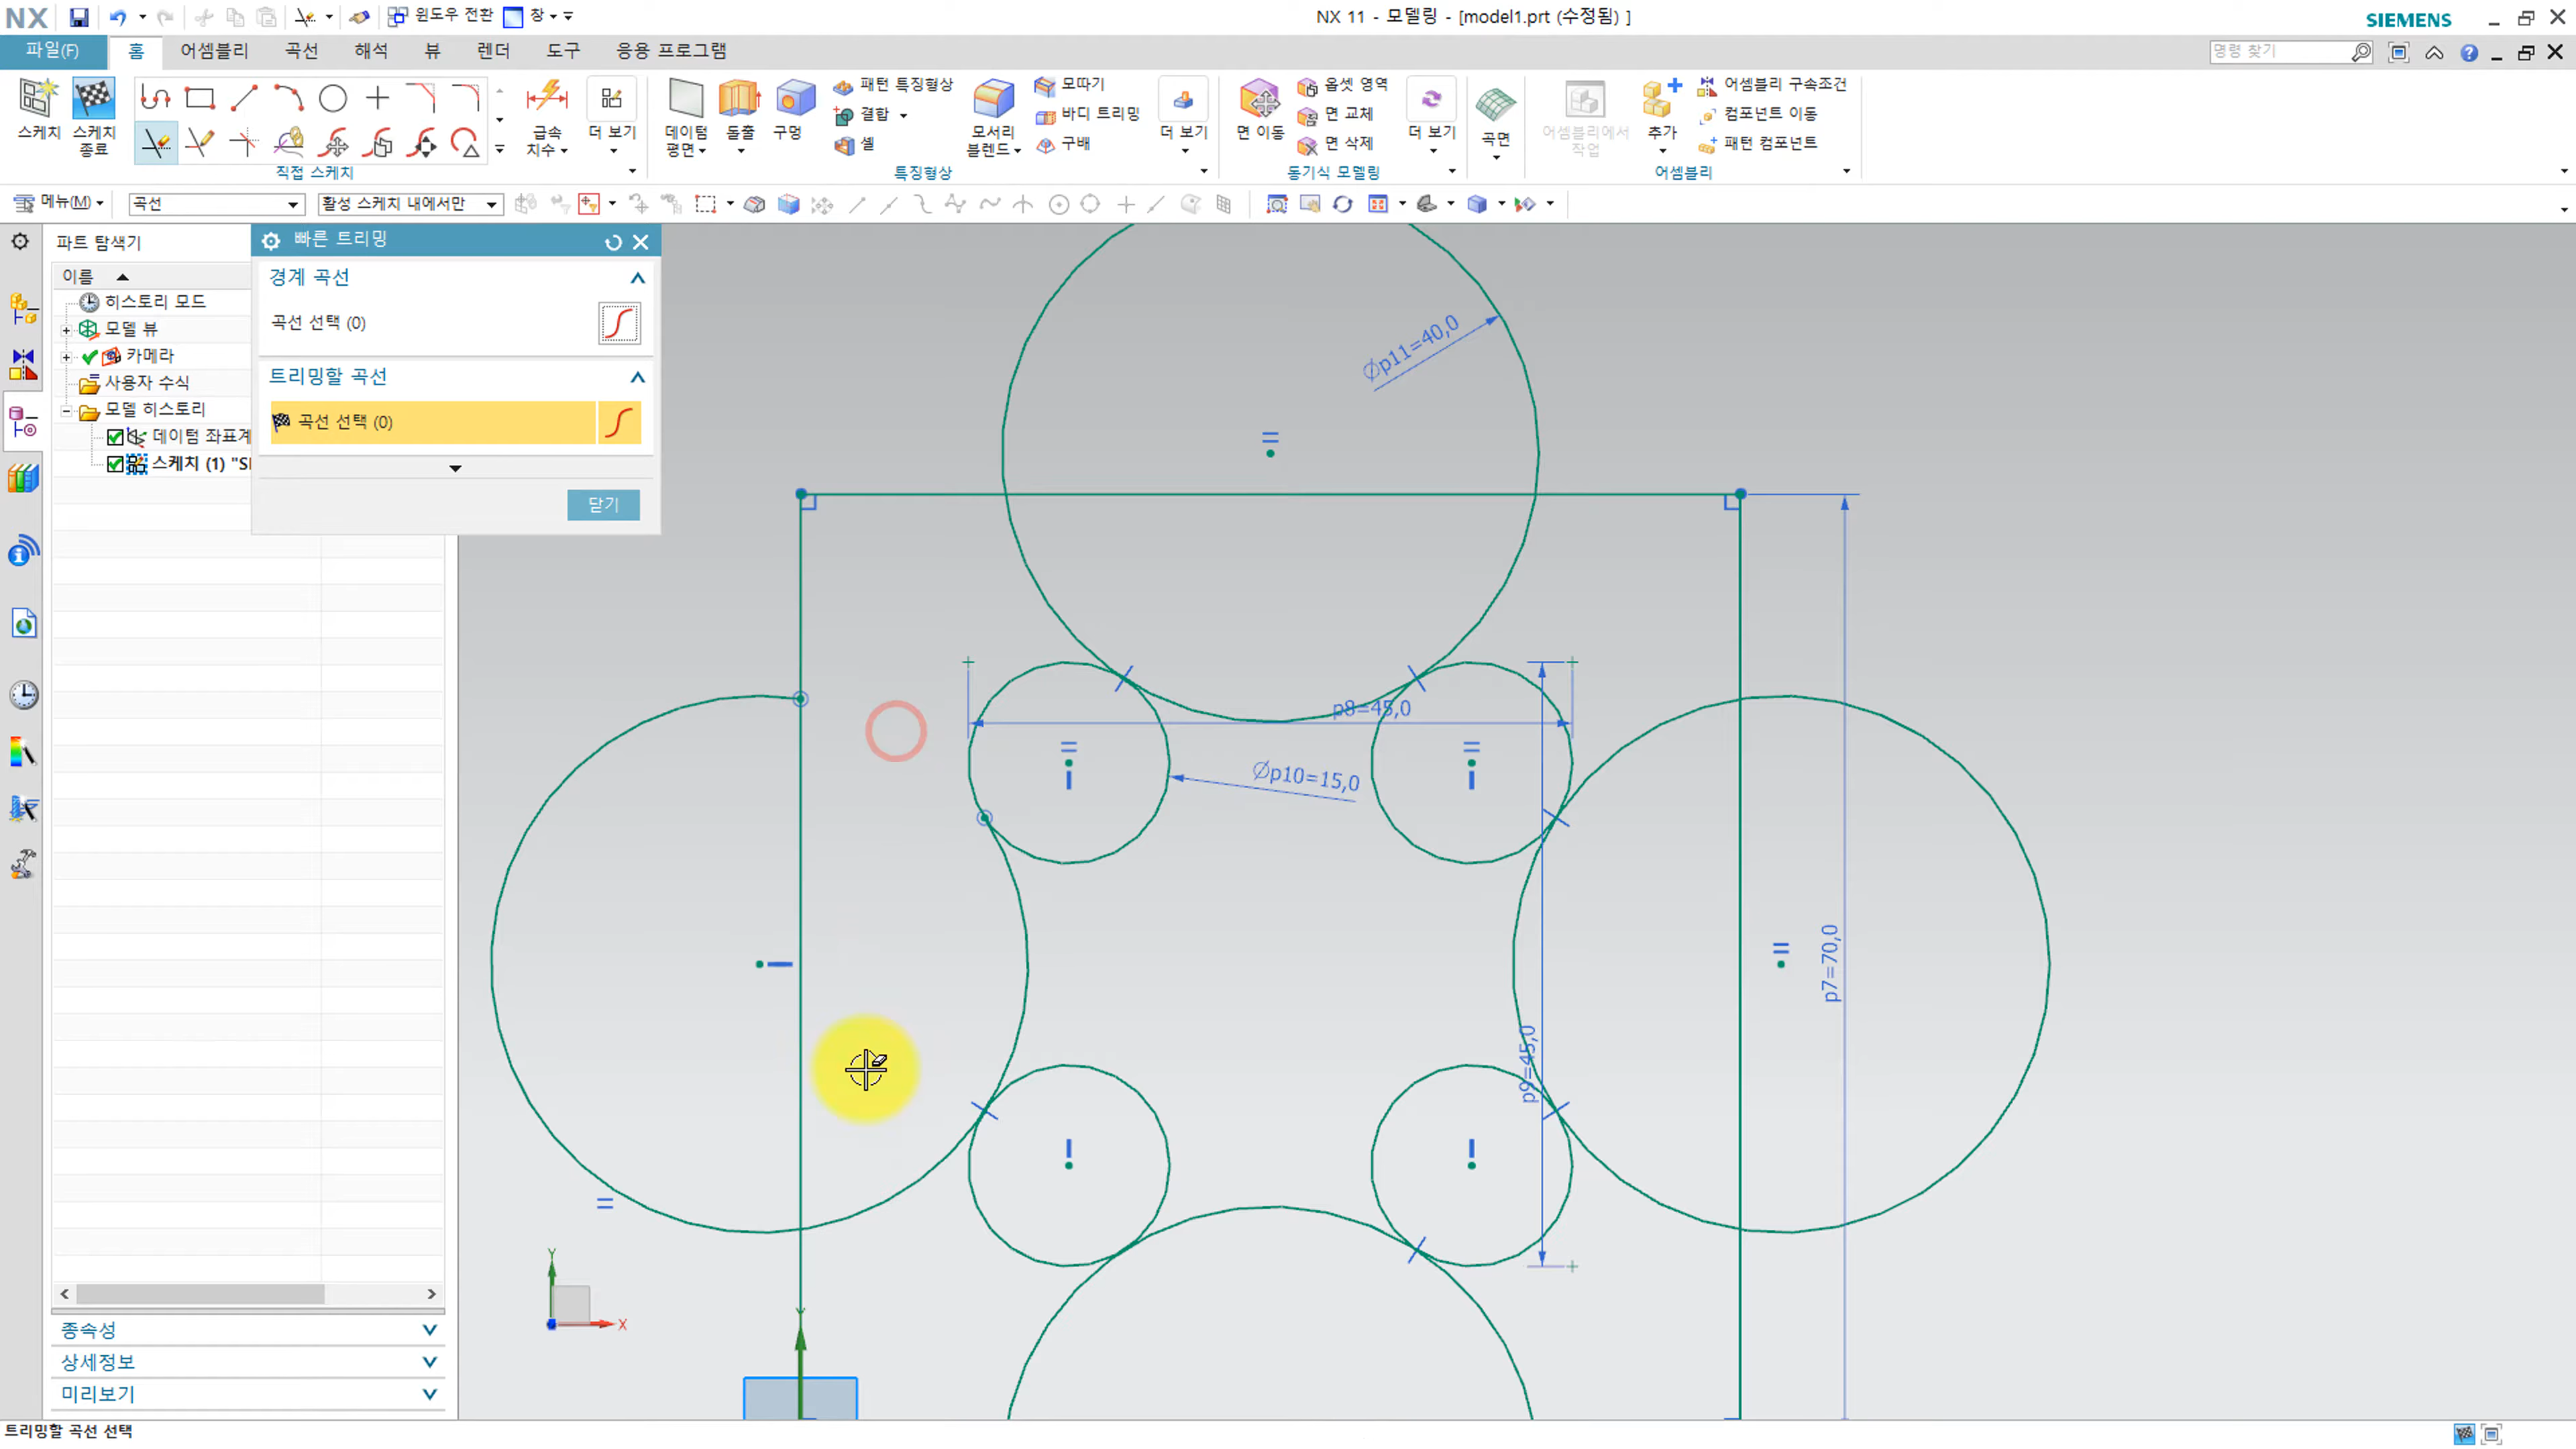 NX
윈도우 전환
창
NX 11 - 모델링 - [model1.prt (수정됨) ]
SIEMENS
파일(F)
홈
어셈블리
곡선
해석
뷰
렌더
도구
응용 프로그램
명령 찾기
스케치
스케치 종료
직접 스케치
급속 치수
더 보기
데이텀 평면
돌출
구멍
패턴 특징형상
결합
셸
모서리 블렌드
모따기
바디 트리밍
구배
더 보기
특징형상
면 이동
옵셋 영역
면 교체
면 삭제
더 보기
동기식 모델링
곡면
어셈블리에서 작업
추가
어셈블리 구속조건
컴포넌트 이동
패턴 컴포넌트
어셈블리
메뉴(M)
곡선
활성 스케치 내에서만
파트 탐색기
이름
히스토리 모드
모델 뷰
카메라
사용자 수식
모델 히스토리
데이텀 좌표계
스케치 (1) "SI
빠른 트리밍
경계 곡선
곡선 선택 (0)
트리밍할 곡선
곡선 선택 (0)
닫기
∅p11=40,0
p8=45,0
∅p10=15,0
p7=70,0
p9=45,0
Y
X
Y
종속성
상세정보
미리보기
트리밍할 곡선 선택